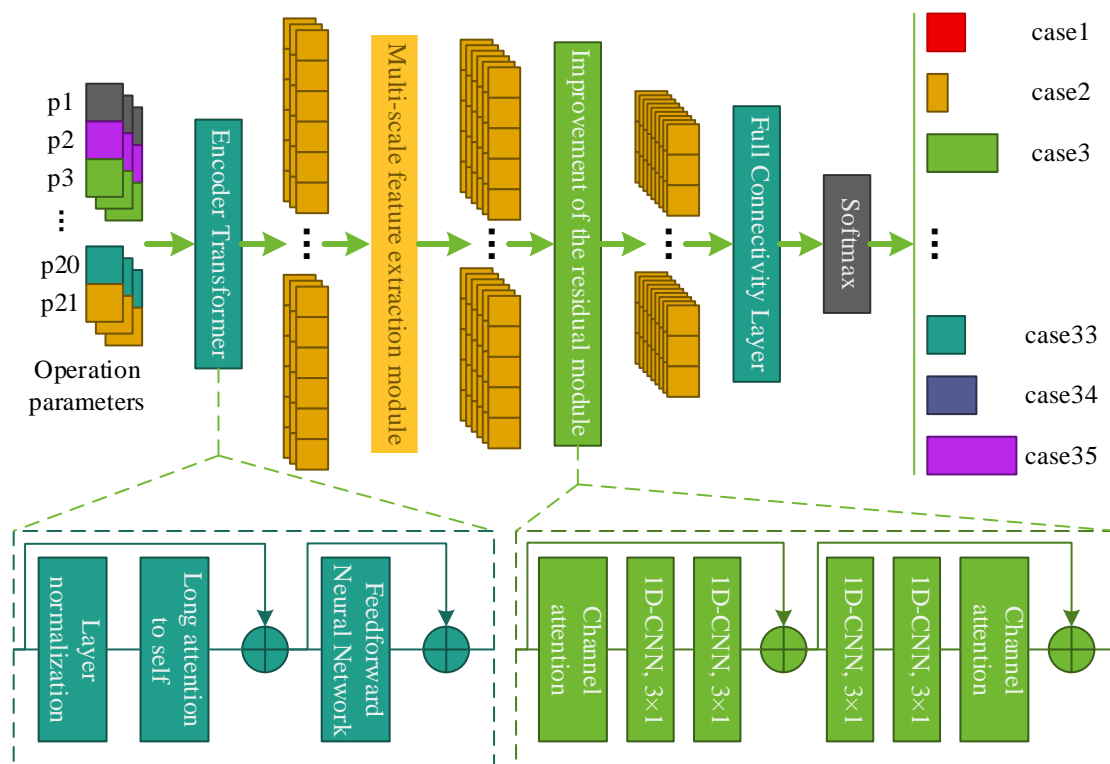 p1
p2
p3
...
p20
p21
Operation
parameters
Encoder Transformer
...
...
Multi-scale feature extraction module
...
...
Improvement of the residual module
...
...
Full Connectivity Layer
Softmax
case1
case2
case3
...
case33
case34
case35
Layer
normalization
Long attention
to self
Feedforward
Neural Network
Channel
attention
1D-CNN, 3×1
1D-CNN, 3×1
1D-CNN, 3×1
1D-CNN, 3×1
Channel
attention